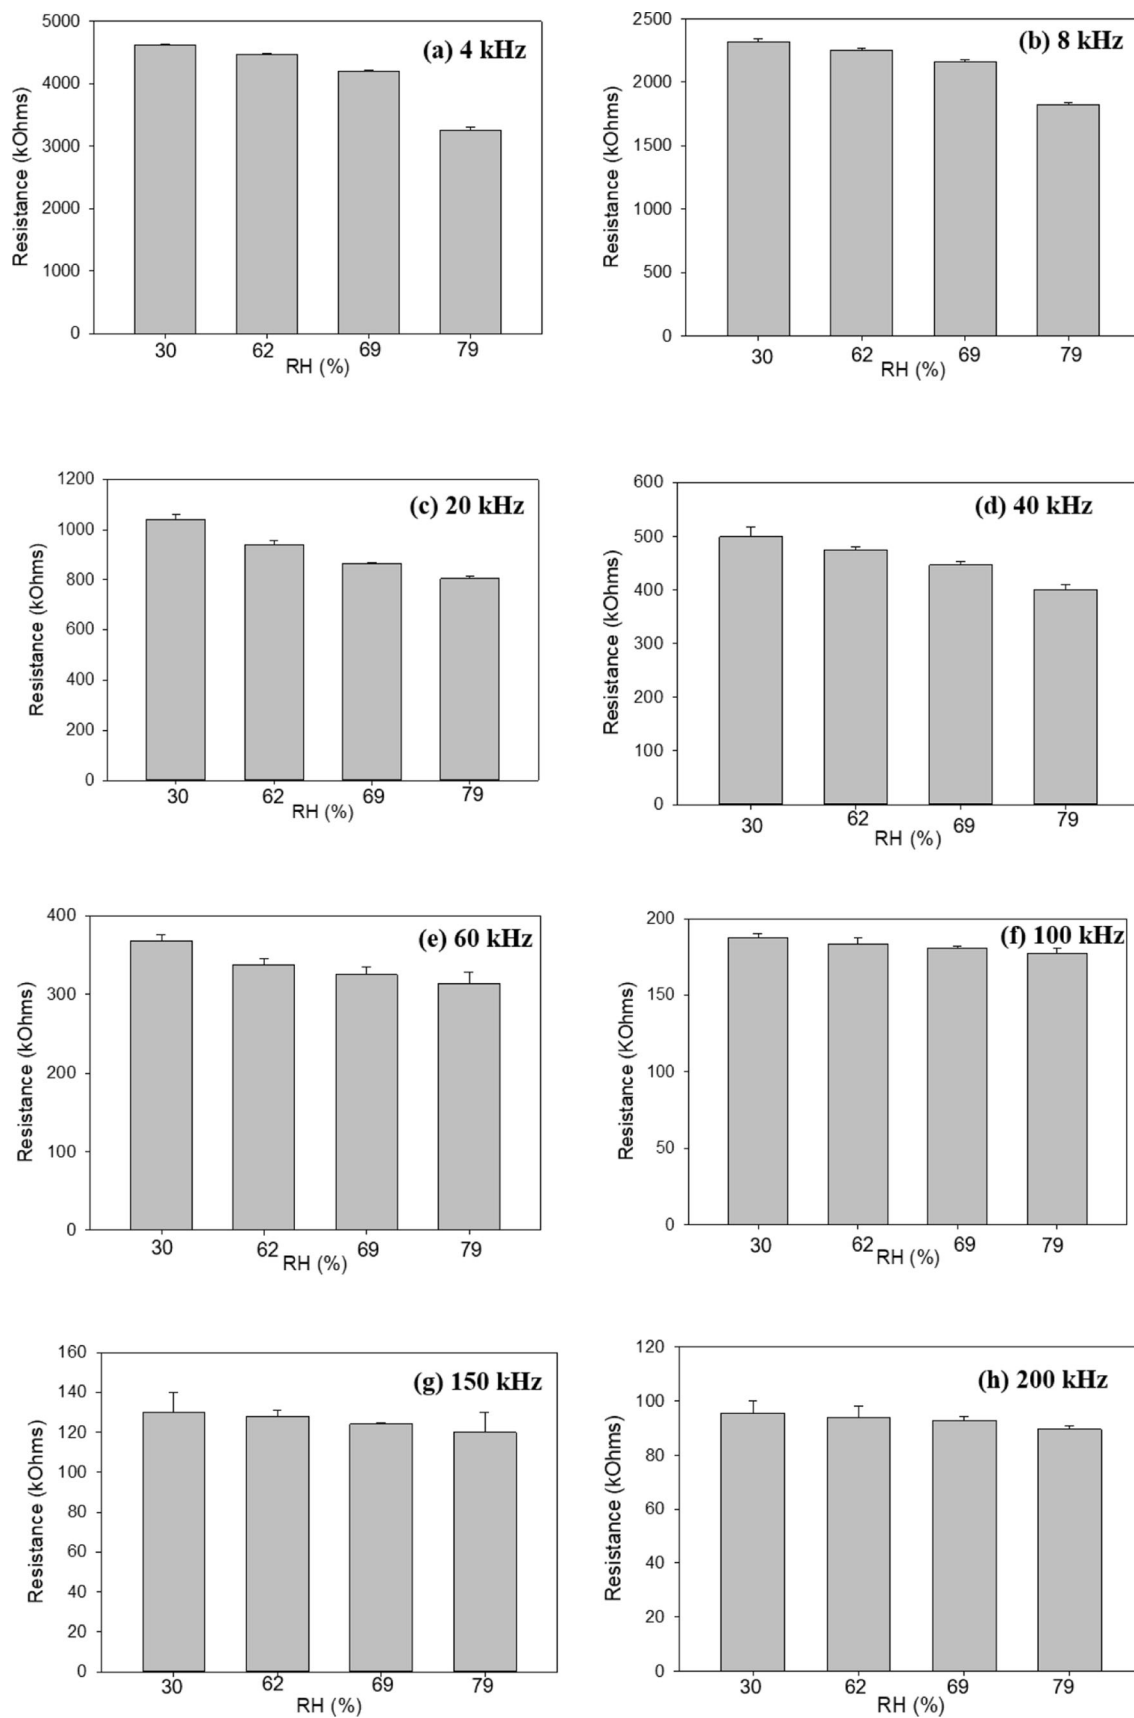 (a) 4 kHz
Resistance (kOhms)
5000
4000
3000
2000
1000
0
30 62 69 79
RH (%)
(b) 8 kHz
Resistance (kOhms)
2500
2000
1500
1000
500
0
30 62 69 79
RH (%)
(c) 20 kHz
Resistance (kOhms)
1200
1000
800
600
400
200
0
30 62 69 79
RH (%)
(d) 40 kHz
Resistance (kOhms)
600
500
400
300
200
100
0
30 62 69 79
RH (%)
(e) 60 kHz
Resistance (kOhms)
400
300
200
100
0
30 62 69 79
RH (%)
(f) 100 kHz
Resistance (KOhms)
200
150
100
50
0
30 62 69 79
RH (%)
(g) 150 kHz
Resistance (kOhms)
160
140
120
100
80
60
40
20
0
30 62 69 79
RH (%)
(h) 200 kHz
Resistance (kOhms)
120
100
80
60
40
20
0
30 62 69 79
RH (%)